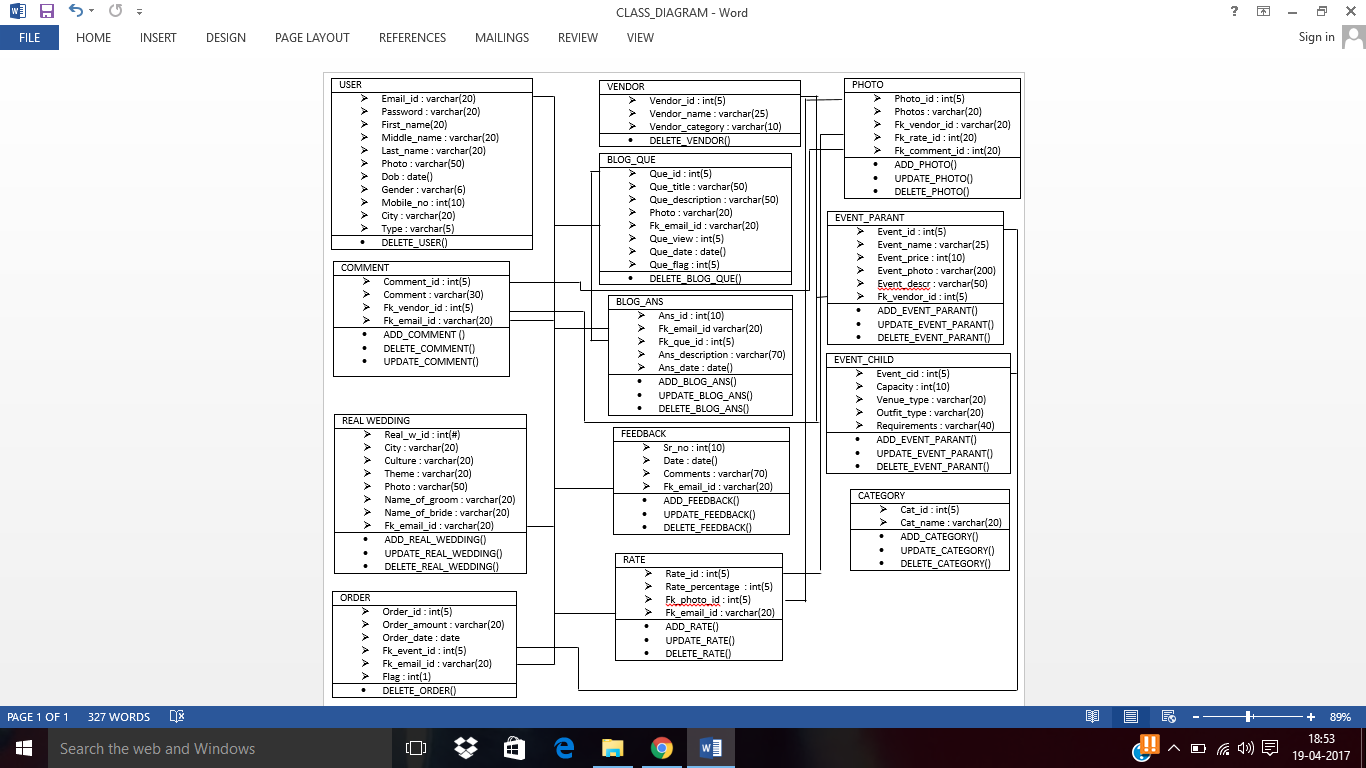 CLASS_DIAGRAM - Word
FILE HOME INSERT DESIGN PAGE LAYOUT REFERENCES MAILINGS REVIEW VIEW Sign in
USER
Email_id : varchar(20)
Password : varchar(20)
First_name(20)
Middle_name : varchar(20)
Last_name : varchar(20)
Photo : varchar(50)
Dob : date()
Gender : varchar(6)
Mobile_no : int(10)
City : varchar(20)
Type : varchar(5)
DELETE_USER()
COMMENT
Comment_id : int(5)
Comment : varchar(30)
Fk_vendor_id : int(5)
Fk_email_id : varchar(20)
ADD_COMMENT ()
DELETE_COMMENT()
UPDATE_COMMENT()
REAL WEDDING
Real_w_id : int(#)
City : varchar(20)
Culture : varchar(20)
Theme : varchar(20)
Photo : varchar(50)
Name_of_groom : varchar(20)
Name_of_bride : varchar(20)
Fk_email_id : varchar(20)
ADD_REAL_WEDDING()
UPDATE_REAL_WEDDING()
DELETE_REAL_WEDDING()
ORDER
Order_id : int(5)
Order_amount : varchar(20)
Order_date : date
Fk_event_id : int(5)
Fk_email_id : varchar(20)
Flag : int(1)
DELETE_ORDER()
VENDOR
Vendor_id : int(5)
Vendor_name : varchar(25)
Vendor_category : varchar(10)
DELETE_VENDOR()
BLOG_QUE
Que_id : int(5)
Que_title : varchar(50)
Que_description : varchar(50)
Photo : varchar(20)
Fk_email_id : varchar(20)
Que_view : int(5)
Que_date : date()
Que_flag : int(5)
DELETE_BLOG_QUE()
BLOG_ANS
Ans_id : int(10)
Fk_email_id varchar(20)
Fk_que_id : int(5)
Ans_description : varchar(70)
Ans_date : date()
ADD_BLOG_ANS()
UPDATE_BLOG_ANS()
DELETE_BLOG_ANS()
FEEDBACK
Sr_no : int(10)
Date : date()
Comments : varchar(70)
Fk_email_id : varchar(20)
ADD_FEEDBACK()
UPDATE_FEEDBACK()
DELETE_FEEDBACK()
RATE
Rate_id : int(5)
Rate_percentage : int(5)
Fk_photo_id : int(5)
Fk_email_id : varchar(20)
ADD_RATE()
UPDATE_RATE()
DELETE_RATE()
PHOTO
Photo_id : int(5)
Photos : varchar(20)
Fk_vendor_id : varchar(20)
Fk_rate_id : int(20)
Fk_comment_id : int(20)
ADD_PHOTO()
UPDATE_PHOTO()
DELETE_PHOTO()
EVENT_PARANT
Event_id : int(5)
Event_name : varchar(25)
Event_price : int(10)
Event_photo : varchar(200)
Event_descr : varchar(50)
Fk_vendor_id : int(5)
ADD_EVENT_PARANT()
UPDATE_EVENT_PARANT()
DELETE_EVENT_PARANT()
EVENT_CHILD
Event_cid : int(5)
Capacity : int(10)
Venue_type : varchar(20)
Outfit_type : varchar(20)
Requirements : varchar(40)
ADD_EVENT_PARANT()
UPDATE_EVENT_PARANT()
DELETE_EVENT_PARANT()
CATEGORY
Cat_id : int(5)
Cat_name : varchar(20)
ADD_CATEGORY()
UPDATE_CATEGORY()
DELETE_CATEGORY()
PAGE 1 OF 1 327 WORDS 89%
Search the web and Windows
18:53
19-04-2017